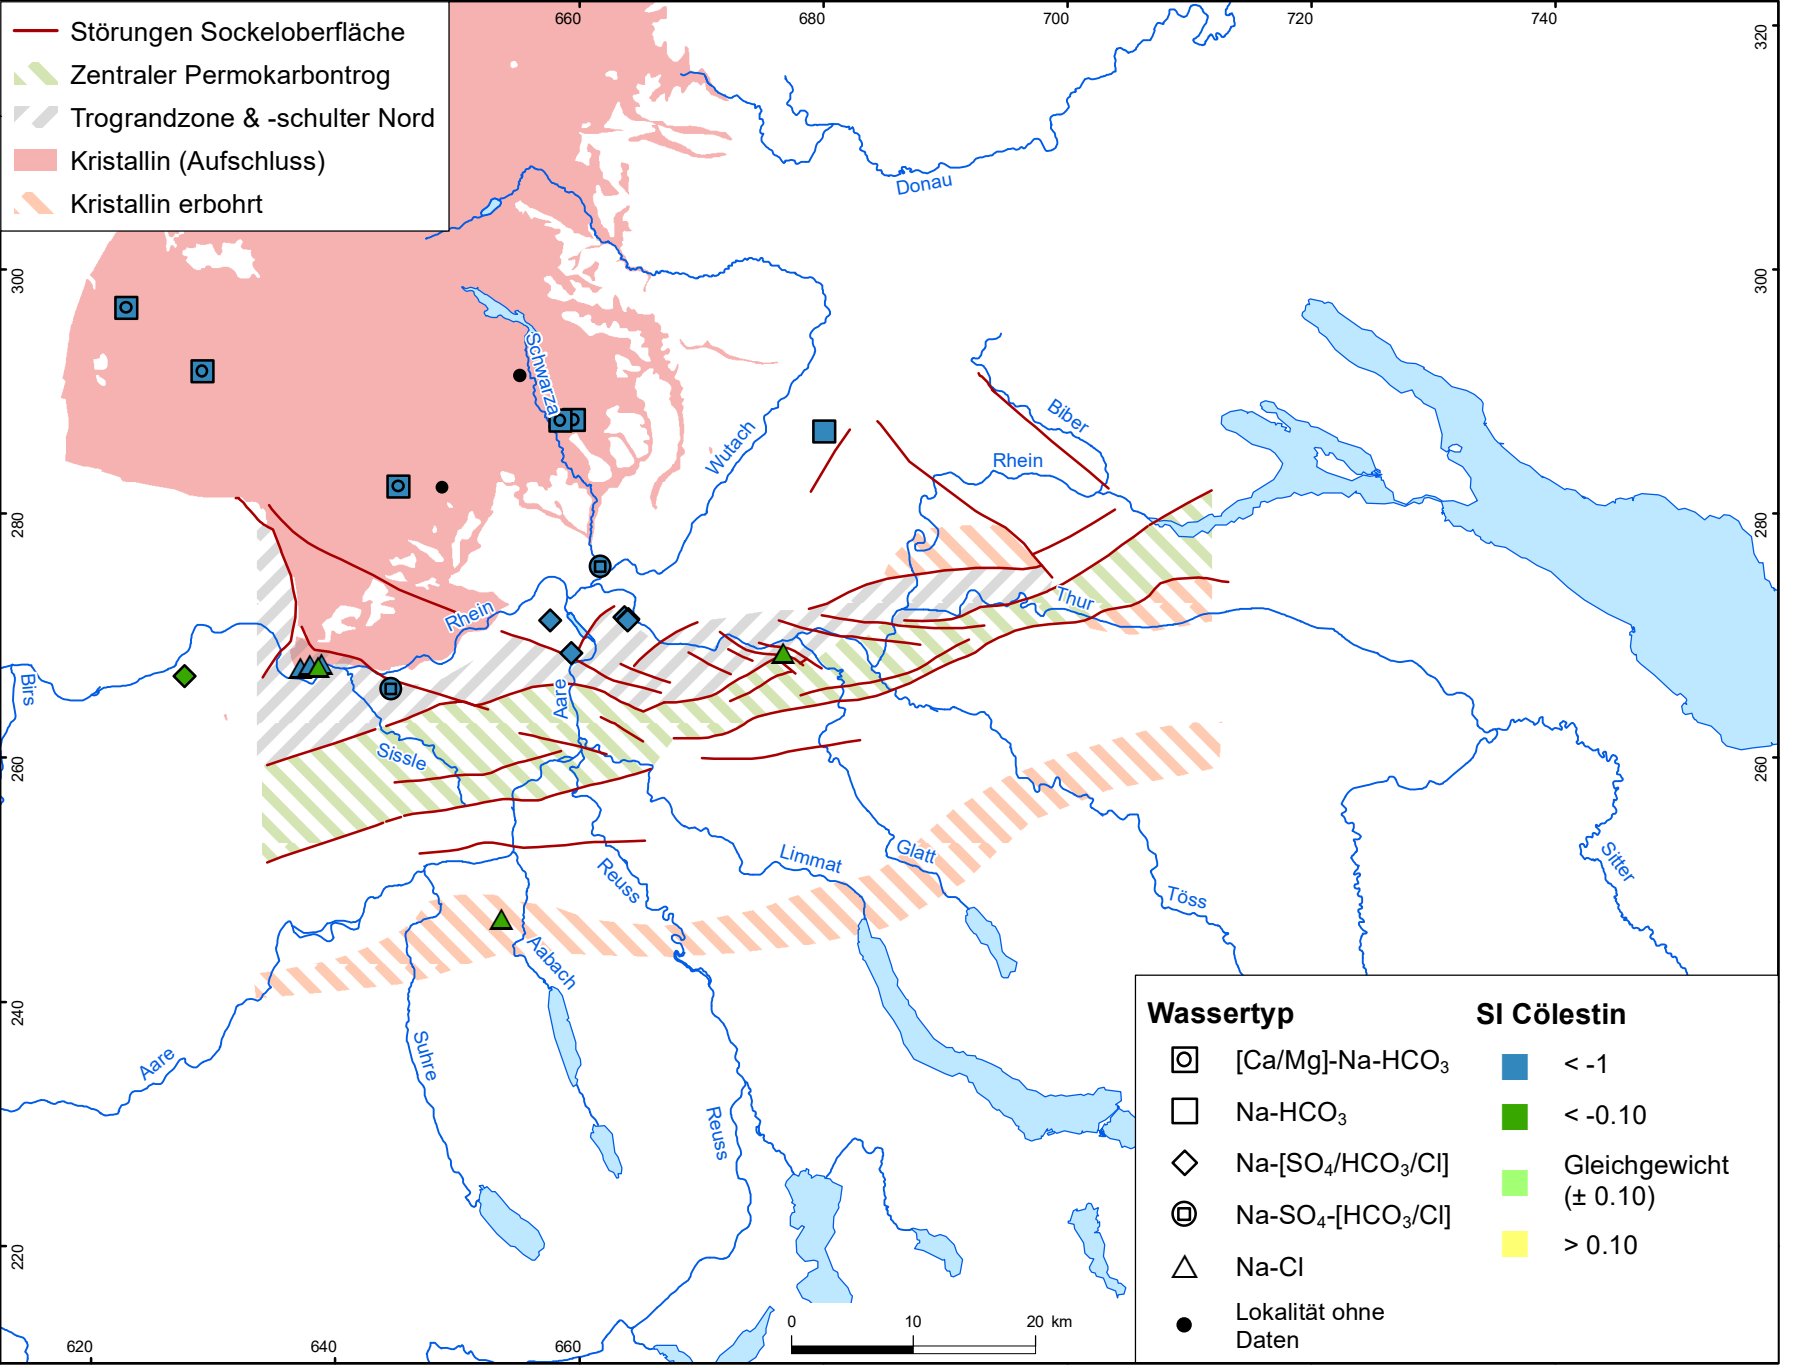 660
680
700
720
740
320
Störungen Sockeloberfläche
Zentraler Permokarbontrog
Trograndzone & -schulter Nord
Kristallin (Aufschluss)
Kristallin erbohrt
Donau
300
300
Schwarza
Wutach
Biber
Rhein
280
280
Rhein
Thur
Birs
Aare
Sissle
260
260
Reuss
Limmat
Glatt
Sitter
Töss
Aabach
240
Suhre
Aare
Reuss
220
Wassertyp
[Ca/Mg]-Na-HCO₃
Na-HCO₃
Na-[SO₄/HCO₃/Cl]
Na-SO₄-[HCO₃/Cl]
Na-Cl
Lokalität ohne
Daten
SI Cölestin
< -1
< -0.10
Gleichgewicht
(± 0.10)
> 0.10
0 10 20 km
620
640
660